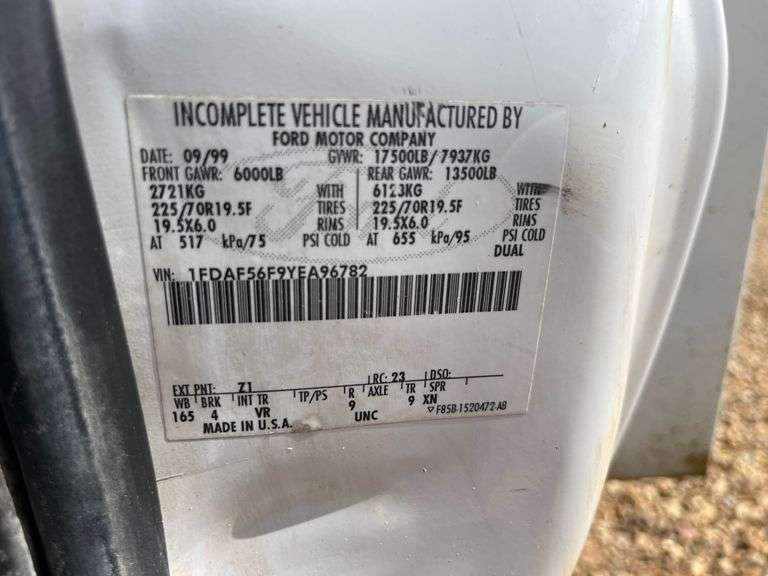 INCOMPLETE VEHICLE MANUFACTURED BY
FORD MOTOR COMPANY
DATE: 09/99 GVWR: 17500LB/ 7937KG
FRONT GAWR: 6000LB REAR GAWR: 13500LB
2721KG WITH 6123KG WITH
225/70R19.5F TIRES 225/70R19.5F TIRES
19.5X6.0 RIMS 19.5X6.0 RIMS
AT 517 kPa/75 PSI COLD AT 655 kPa/95 PSI COLD
DUAL
VIN: 1FDAF56F9YEA96782
EXT PNT: Z1 RC: 23 DSO:
WB BRK INT TR TP/PS R AXLE TR SPR
165 4 VR 9 9 XN
MADE IN U.S.A. UNC F85B-1520472-AB